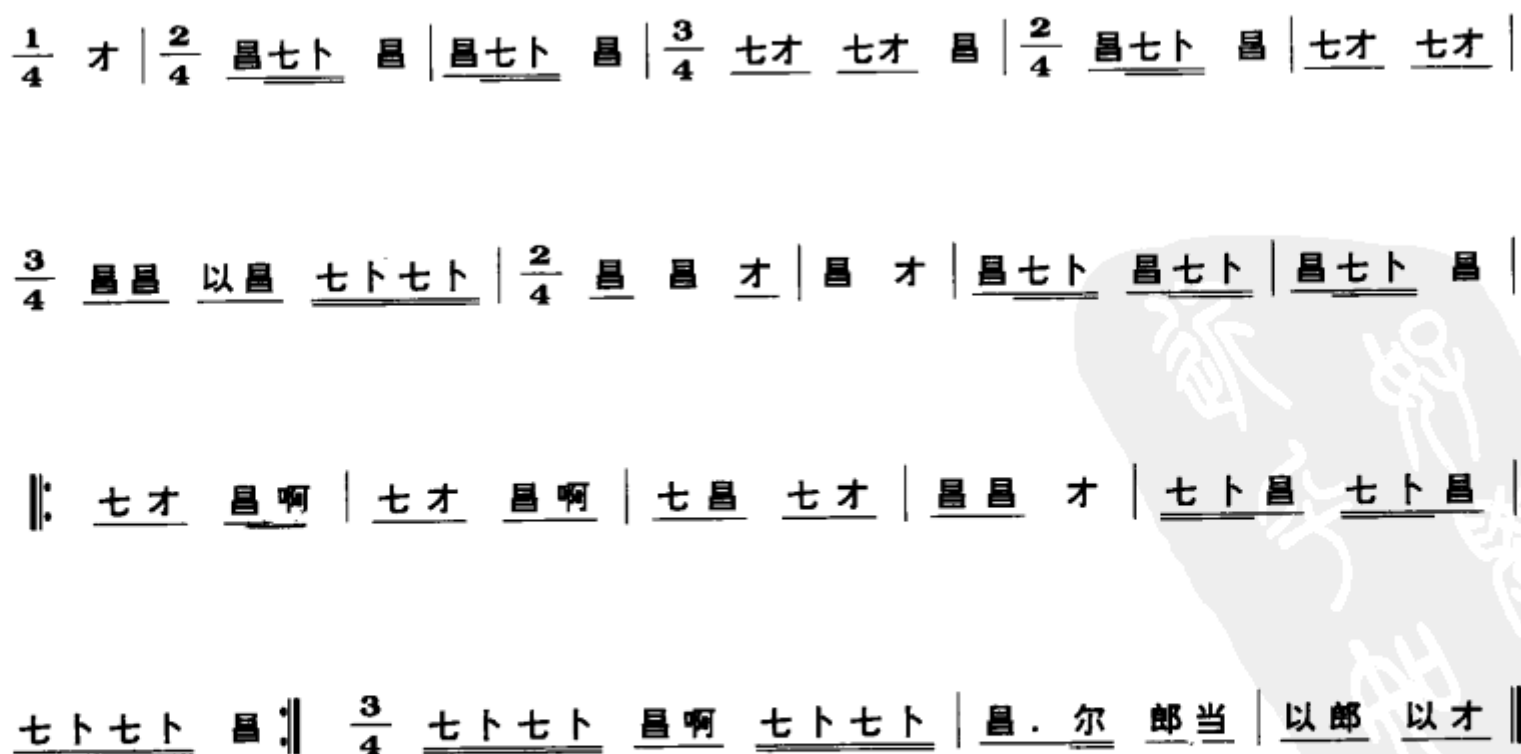 1/4 才 | 2/4 昌七卜 昌 | 昌七卜 昌 | 3/4 七才 七才 昌 | 2/4 昌七卜 昌 | 七才 七才 |
3/4 昌昌 以昌 七卜七卜 | 2/4 昌 昌 才 | 昌 才 | 昌七卜 昌七卜 | 昌七卜 昌 |
‖: 七才 昌啊 | 七才 昌啊 | 七昌 七才 | 昌昌 才 | 七卜昌 七卜昌 |
七卜七卜 昌 :‖ 3/4 七卜七卜 昌啊 七卜七卜 | 昌. 尔 郎当 | 以郎 以才 ‖